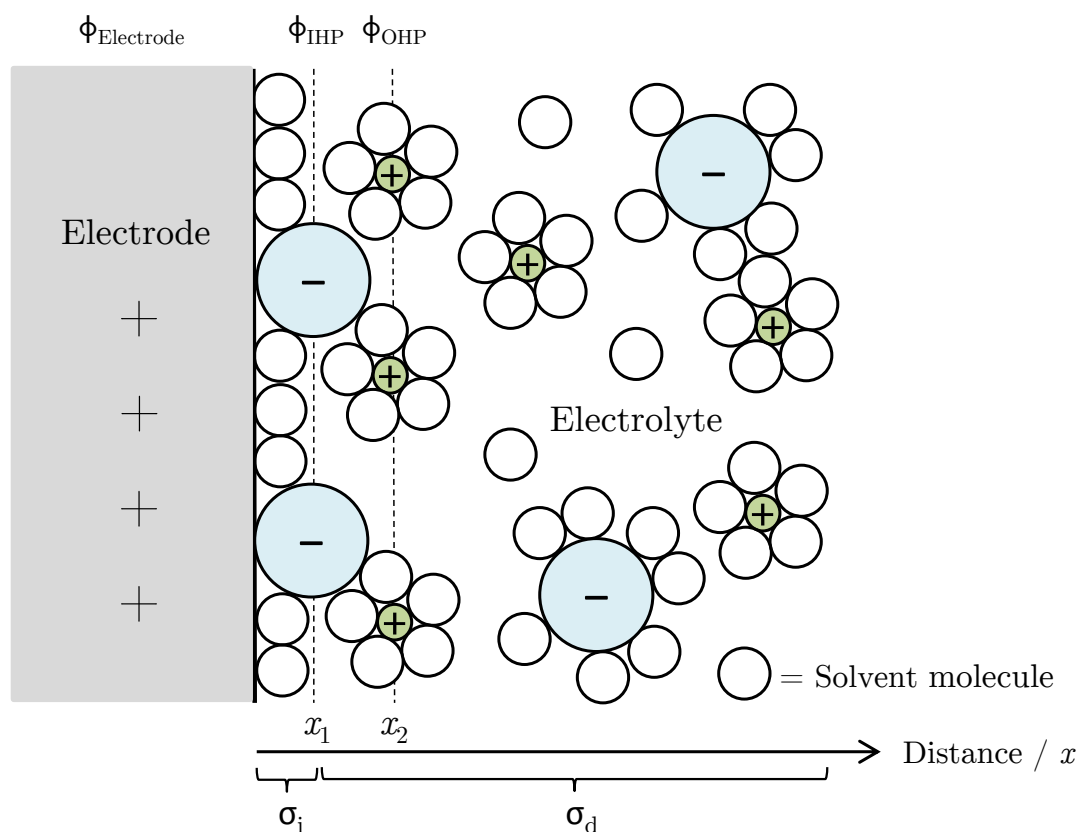 ϕElectrode ϕIHP ϕOHP
+
+
–
+
Electrode
+
–
+
+
+
+
Electrolyte
+
+
+
–
–
+
+
= Solvent molecule
x₁ x₂
Distance / x
σi σd